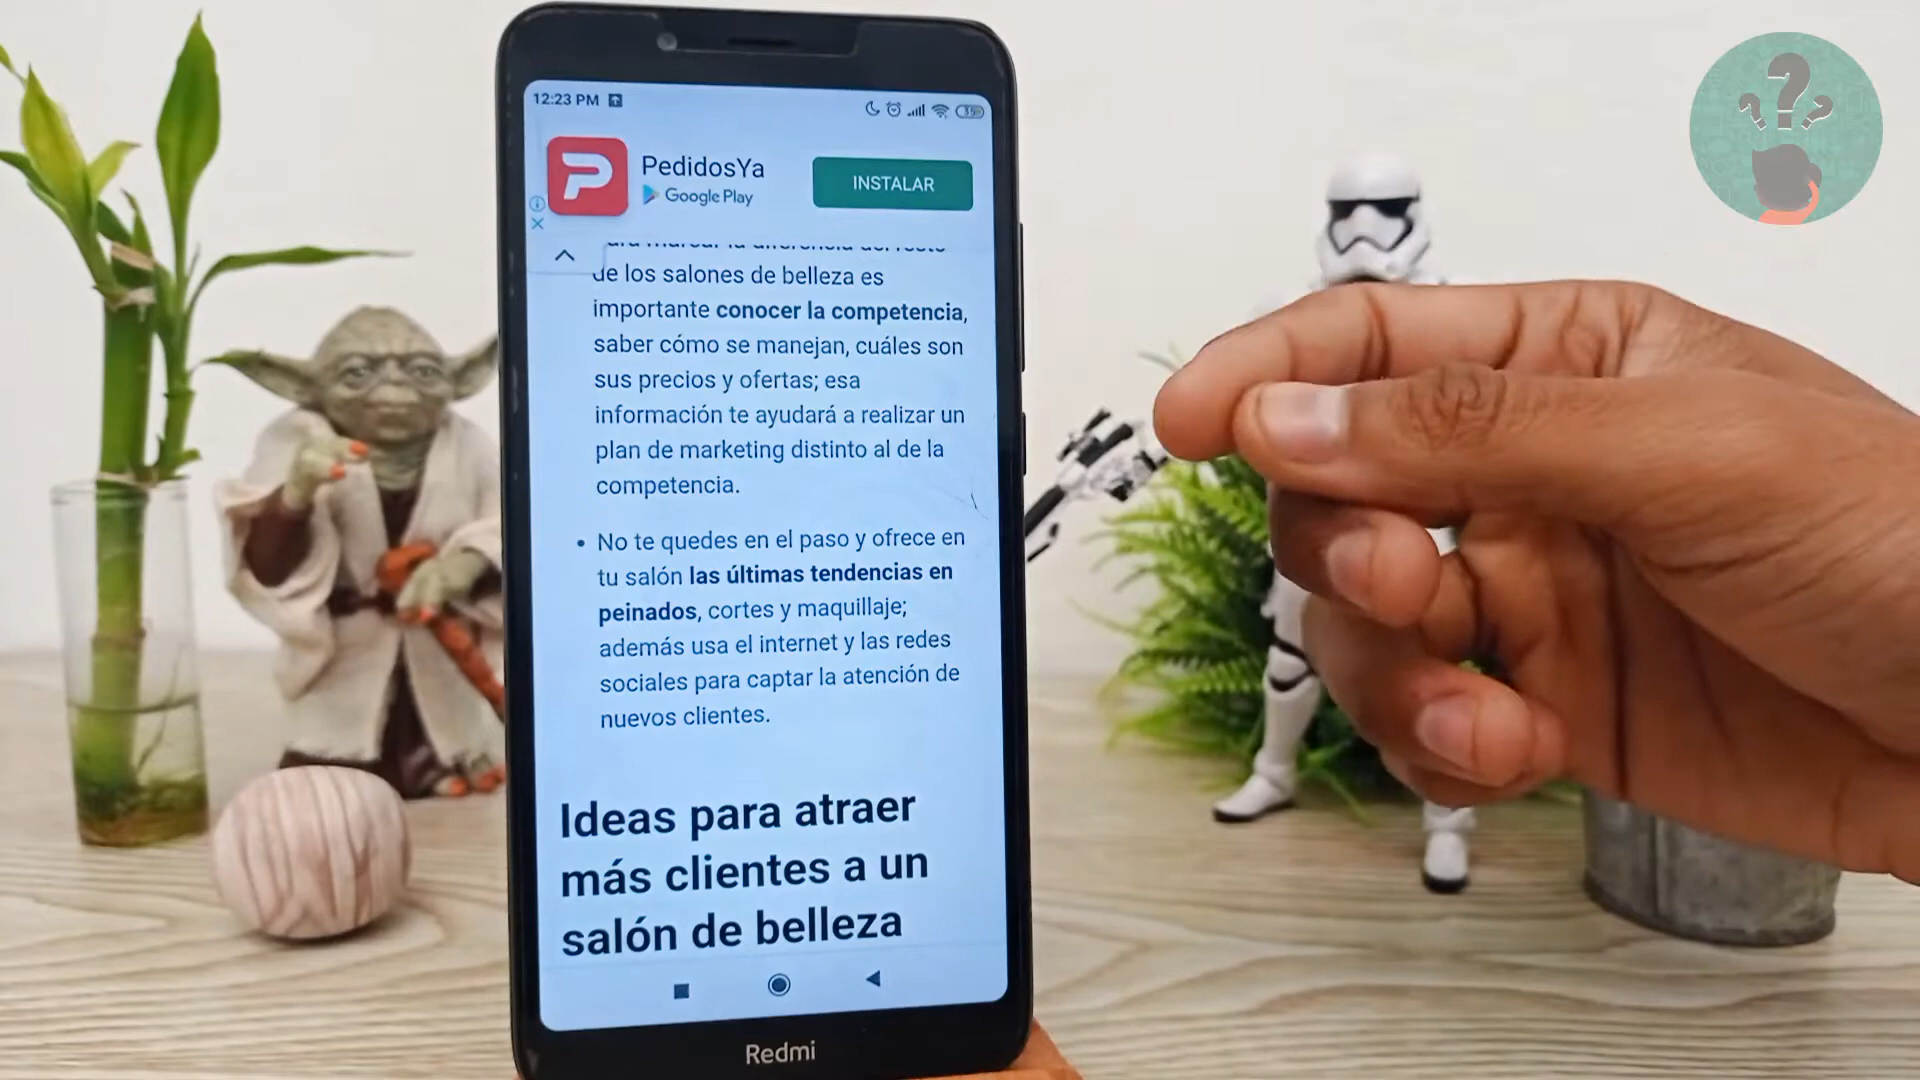 12:23 PM
35
PedidosYa
Google Play
INSTALAR
de los salones de belleza es
importante conocer la competencia,
saber cómo se manejan, cuáles son
sus precios y ofertas; esa
información te ayudará a realizar un
plan de marketing distinto al de la
competencia.
• No te quedes en el paso y ofrece en
tu salón las últimas tendencias en
peinados, cortes y maquillaje;
además usa el internet y las redes
sociales para captar la atención de
nuevos clientes.
Ideas para atraer
más clientes a un
salón de belleza
Redmi